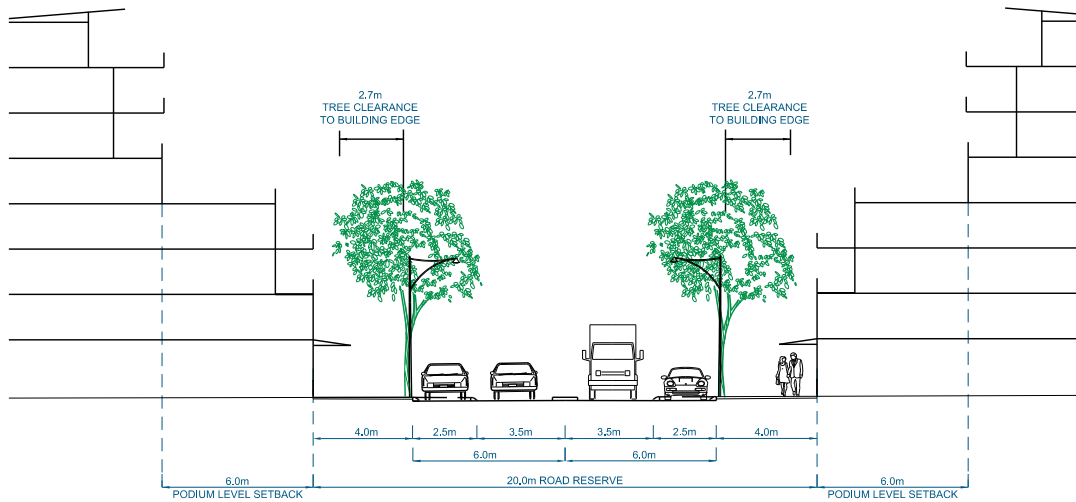 2.7m
TREE CLEARANCE
TO BUILDING EDGE
2.7m
TREE CLEARANCE
TO BUILDING EDGE
4.0m
2.5m
3.5m
3.5m
2.5m
4.0m
6.0m
6.0m
6.0m
PODIUM LEVEL SETBACK
20.0m ROAD RESERVE
6.0m
PODIUM LEVEL SETBACK